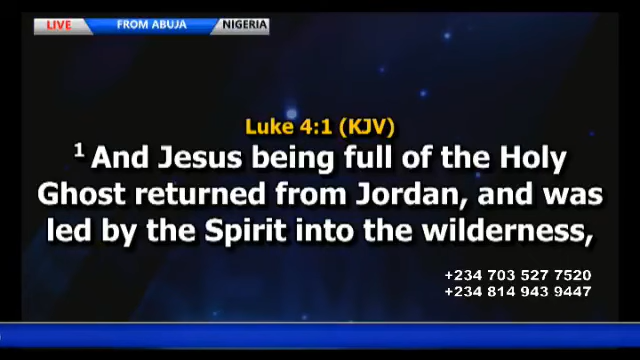 LIVE FROM ABUJA NIGERIA
Luke 4:1 (KJV)
1 And Jesus being full of the Holy
Ghost returned from Jordan, and was
led by the Spirit into the wilderness,
+234 703 527 7520
+234 814 943 9447